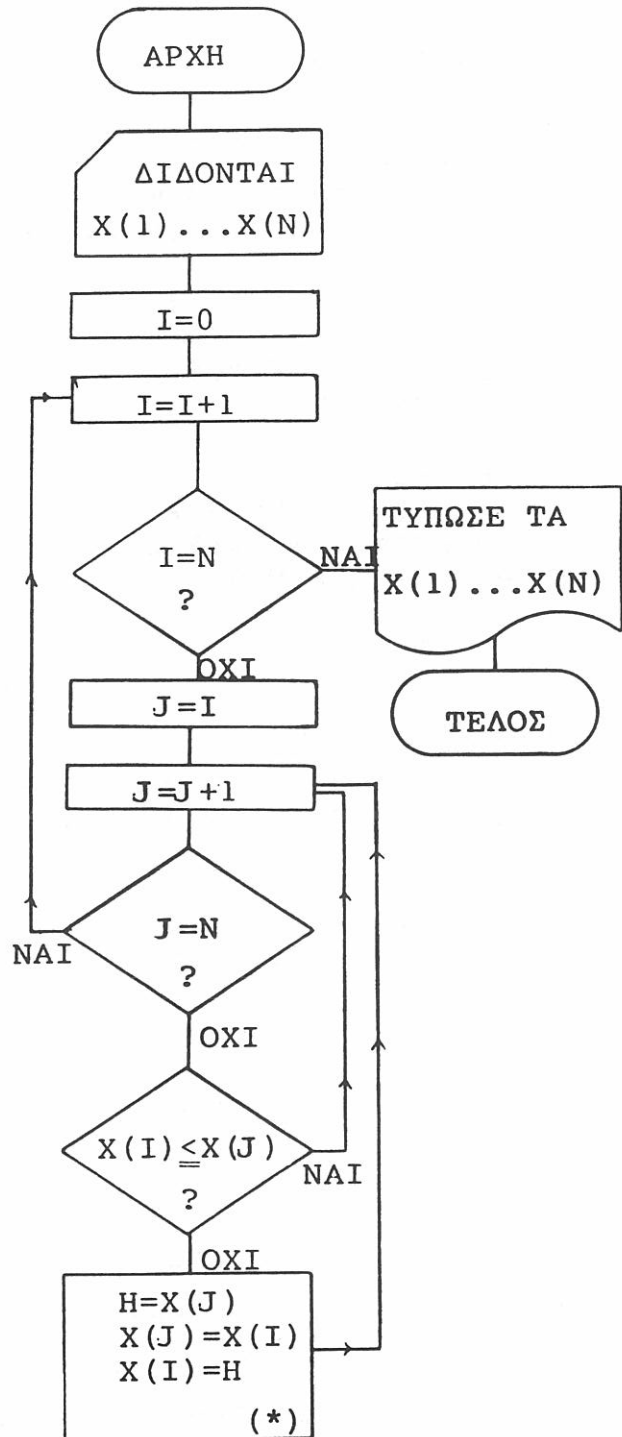 ΑΡΧΗ
ΔΙΔΟΝΤΑΙ
X(1)...X(N)
I=0
I=I+1
I=N
?
ΝΑΙ
ΤΥΠΩΣΕ ΤΑ
X(1)...X(N)
ΤΕΛΟΣ
ΟΧΙ
J=I
J=J+1
J=N
?
ΝΑΙ
ΟΧΙ
X(I)≦X(J)
?
ΝΑΙ
ΟΧΙ
H=X(J)
X(J)=X(I)
X(I)=H
(*)